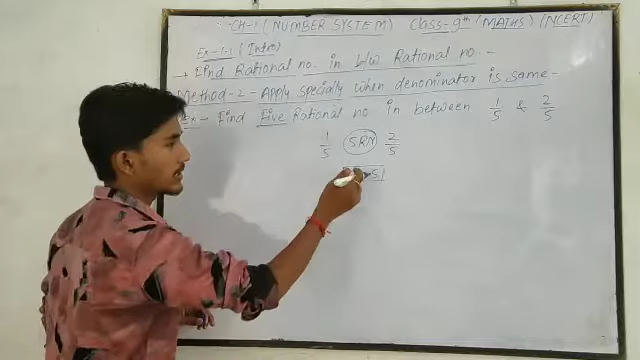 CH-1 (NUMBER SYSTEM) Class-9th (MATHS) (NCERT)
Ex-1.1 (Intro)
→ Find Rational no. in b/w Rational no. -
Method-2 - Apply specially when denominator is same -
Ex - Find Five Rational no in between 1/5 & 2/5
1/5 5RN 2/5